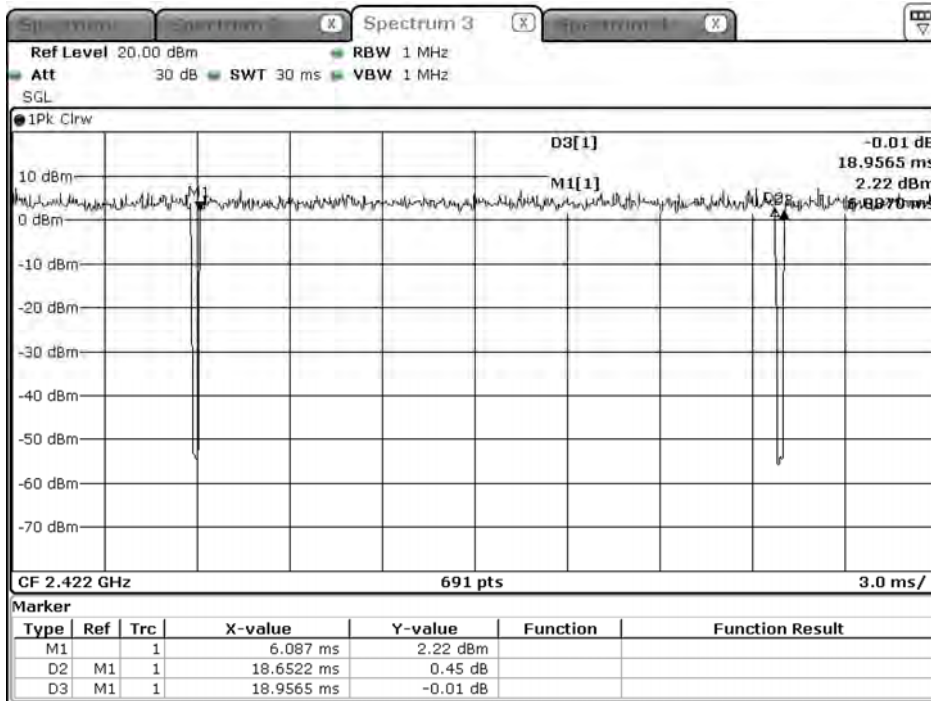 Spectrum 3
Ref Level 20.00 dBm RBW 1 MHz
Att 30 dB SWT 30 ms VBW 1 MHz
SGL
1Pk Clrw
D3[1] -0.01 dB
18.9565 ms
10 dBm
M1[1] 2.22 dBm
M1
0 dBm
-10 dBm
-20 dBm
-30 dBm
-40 dBm
-50 dBm
-60 dBm
-70 dBm
CF 2.422 GHz 691 pts 3.0 ms/
Marker
Type Ref Trc X-value Y-value Function Function Result
M1 1 6.087 ms 2.22 dBm
D2 M1 1 18.6522 ms 0.45 dB
D3 M1 1 18.9565 ms -0.01 dB